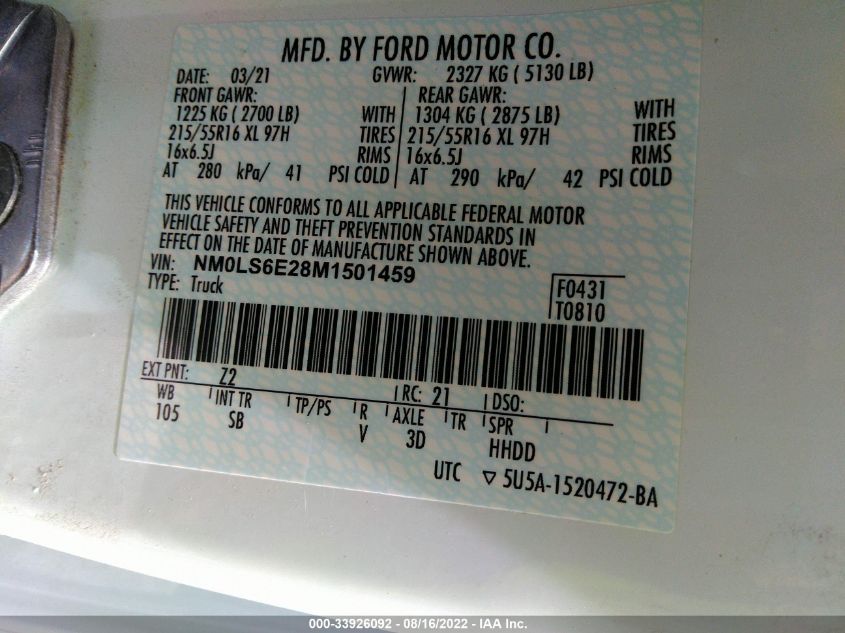 MFD. BY FORD MOTOR CO.
DATE: 03/21 GVWR: 2327 KG ( 5130 LB)
FRONT GAWR: REAR GAWR:
1225 KG ( 2700 LB) WITH 1304 KG ( 2875 LB) WITH
215/55R16 XL 97H TIRES 215/55R16 XL 97H TIRES
16x6.5J RIMS 16x6.5J RIMS
AT 280 kPa/ 41 PSI COLD AT 290 kPa/ 42 PSI COLD
THIS VEHICLE CONFORMS TO ALL APPLICABLE FEDERAL MOTOR
VEHICLE SAFETY AND THEFT PREVENTION STANDARDS IN
EFFECT ON THE DATE OF MANUFACTURE SHOWN ABOVE.
VIN: NM0LS6E28M1501459
TYPE: Truck F0431
T0810
EXT PNT: Z2 RC: 21 DSO:
WB INT TR TP/PS R AXLE TR SPR
105 SB V 3D HHDD
UTC ▽ 5U5A-1520472-BA
000-33926092 - 08/16/2022 - IAA Inc.